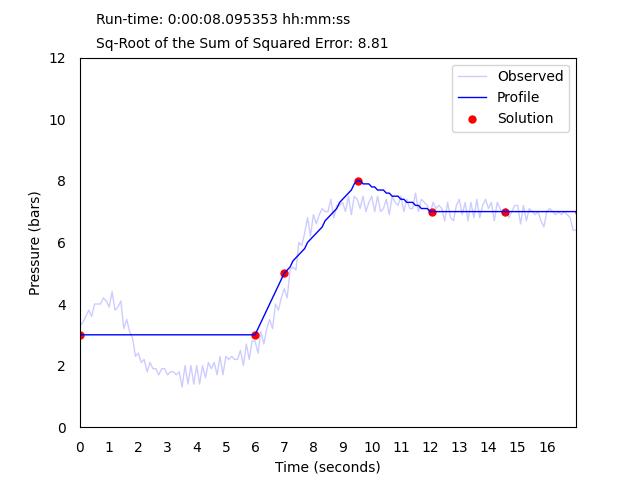 Run-time: 0:00:08.095353 hh:mm:ss
Sq-Root of the Sum of Squared Error: 8.81
12
10
8
6
4
2
0
Pressure (bars)
Observed
Profile
Solution
0 1 2 3 4 5 6 7 8 9 10 11 12 13 14 15 16
Time (seconds)